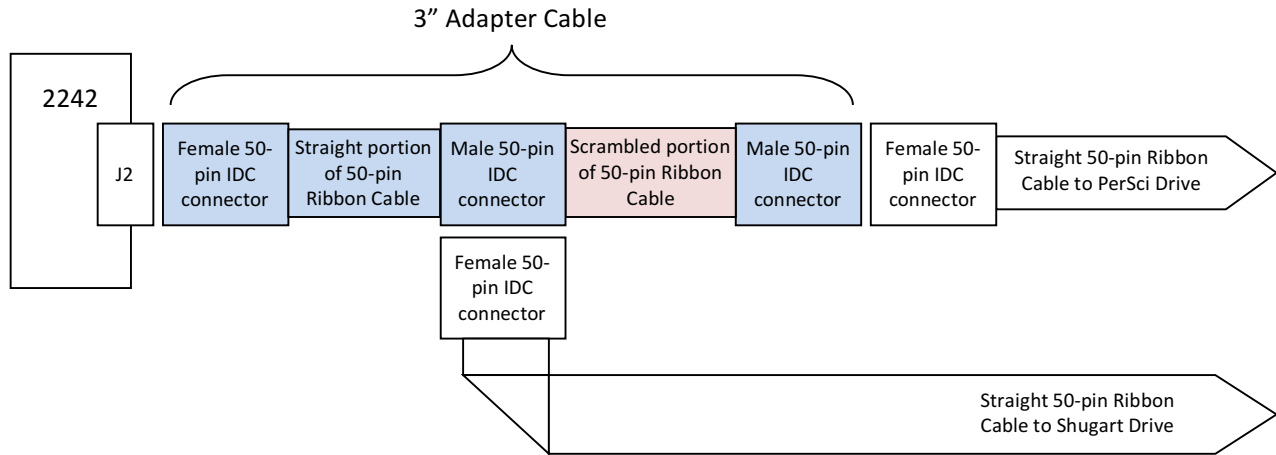 3” Adapter Cable
2242
J2
Female 50-
pin IDC
connector
Straight portion
of 50-pin
Ribbon Cable
Male 50-pin
IDC
connector
Scrambled portion
of 50-pin Ribbon
Cable
Male 50-pin
IDC
connector
Female 50-
pin IDC
connector
Straight 50-pin Ribbon
Cable to PerSci Drive
Female 50-
pin IDC
connector
Straight 50-pin Ribbon
Cable to Shugart Drive